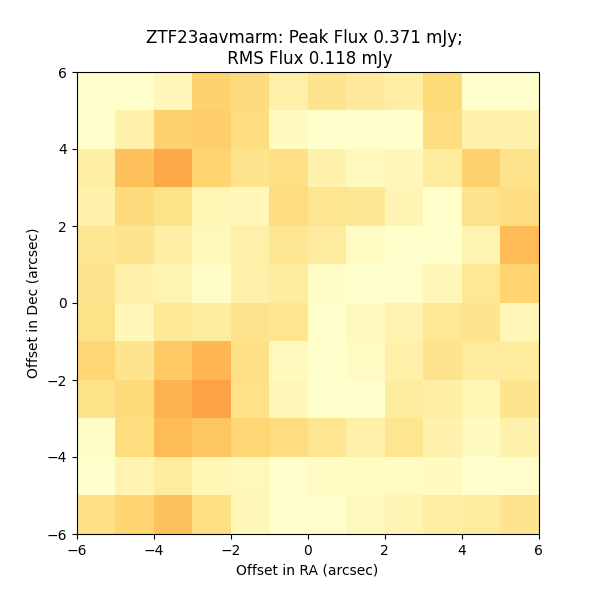 ZTF23aavmarm: Peak Flux 0.371 mJy;
RMS Flux 0.118 mJy
6
4
2
0
−2
−4
−6
Offset in Dec (arcsec)
−6 −4 −2 0 2 4 6
Offset in RA (arcsec)